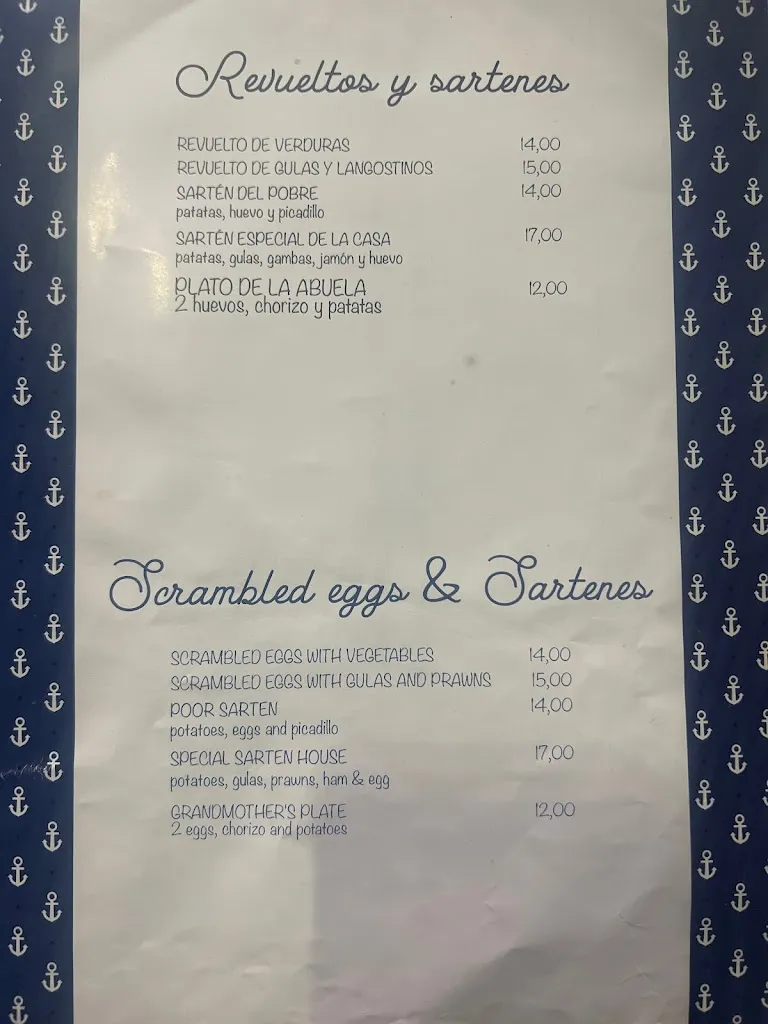 Revueltos y sartenes
REVUELTO DE VERDURAS 14,00
REVUELTO DE GULAS Y LANGOSTINOS 15,00
SARTÉN DEL POBRE 14,00
patatas, huevo y picadillo
SARTÉN ESPECIAL DE LA CASA 17,00
patatas, gulas, gambas, jamón y huevo
PLATO DE LA ABUELA 12,00
2 huevos, chorizo y patatas
Scrambled eggs & Sartenes
SCRAMBLED EGGS WITH VEGETABLES 14,00
SCRAMBLED EGGS WITH GULAS AND PRAWNS 15,00
POOR SARTEN 14,00
potatoes, eggs and picadillo
SPECIAL SARTEN HOUSE 17,00
potatoes, gulas, prawns, ham & egg
GRANDMOTHER'S PLATE 12,00
2 eggs, chorizo and potatoes